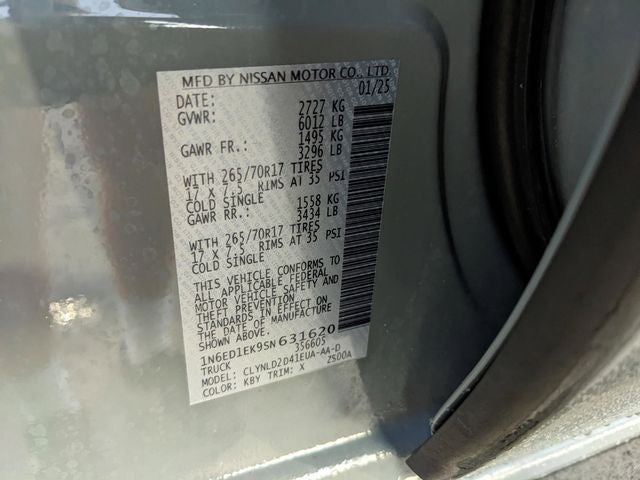 MFD BY NISSAN MOTOR CO., LTD.
DATE: 01/25
GVWR: 2727 KG
6012 LB
GAWR FR.: 1495 KG
3296 LB
WITH 265/70R17 TIRES
17 X 7.5 RIMS AT 35 PSI
COLD SINGLE
GAWR RR.: 1558 KG
3434 LB
WITH 265/70R17 TIRES
17 X 7.5 RIMS AT 35 PSI
COLD SINGLE
THIS VEHICLE CONFORMS TO
ALL APPLICABLE FEDERAL
MOTOR VEHICLE SAFETY AND
THEFT PREVENTION
STANDARDS IN EFFECT ON
THE DATE OF MANUFACTURE
SHOWN ABOVE.
1N6ED1EK9SN631620
TRUCK 356605
MODEL: CLYNLD2D41EUA-AA-D
COLOR: KBY TRIM: X ZS00A